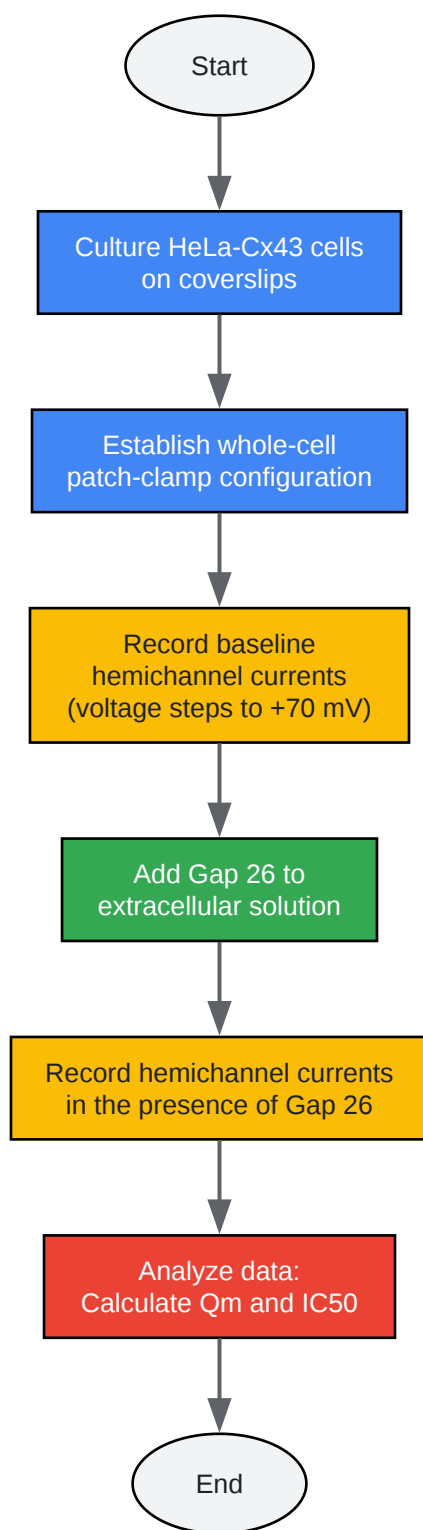 Start
Culture HeLa-Cx43 cells
on coverslips
Establish whole-cell
patch-clamp configuration
Record baseline
hemichannel currents
(voltage steps to +70 mV)
Add Gap 26 to
extracellular solution
Record hemichannel currents
in the presence of Gap 26
Analyze data:
Calculate Qm and IC50
End